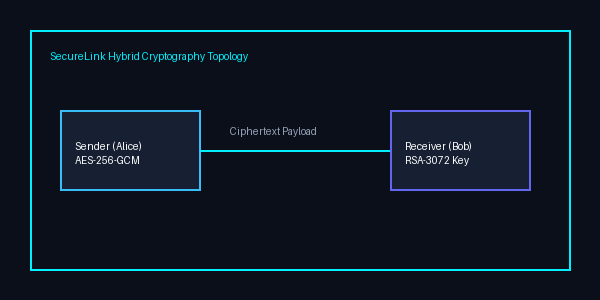 SecureLink Hybrid Cryptography Topology
Ciphertext Payload
Sender (Alice)
AES-256-GCM
Receiver (Bob)
RSA-3072 Key